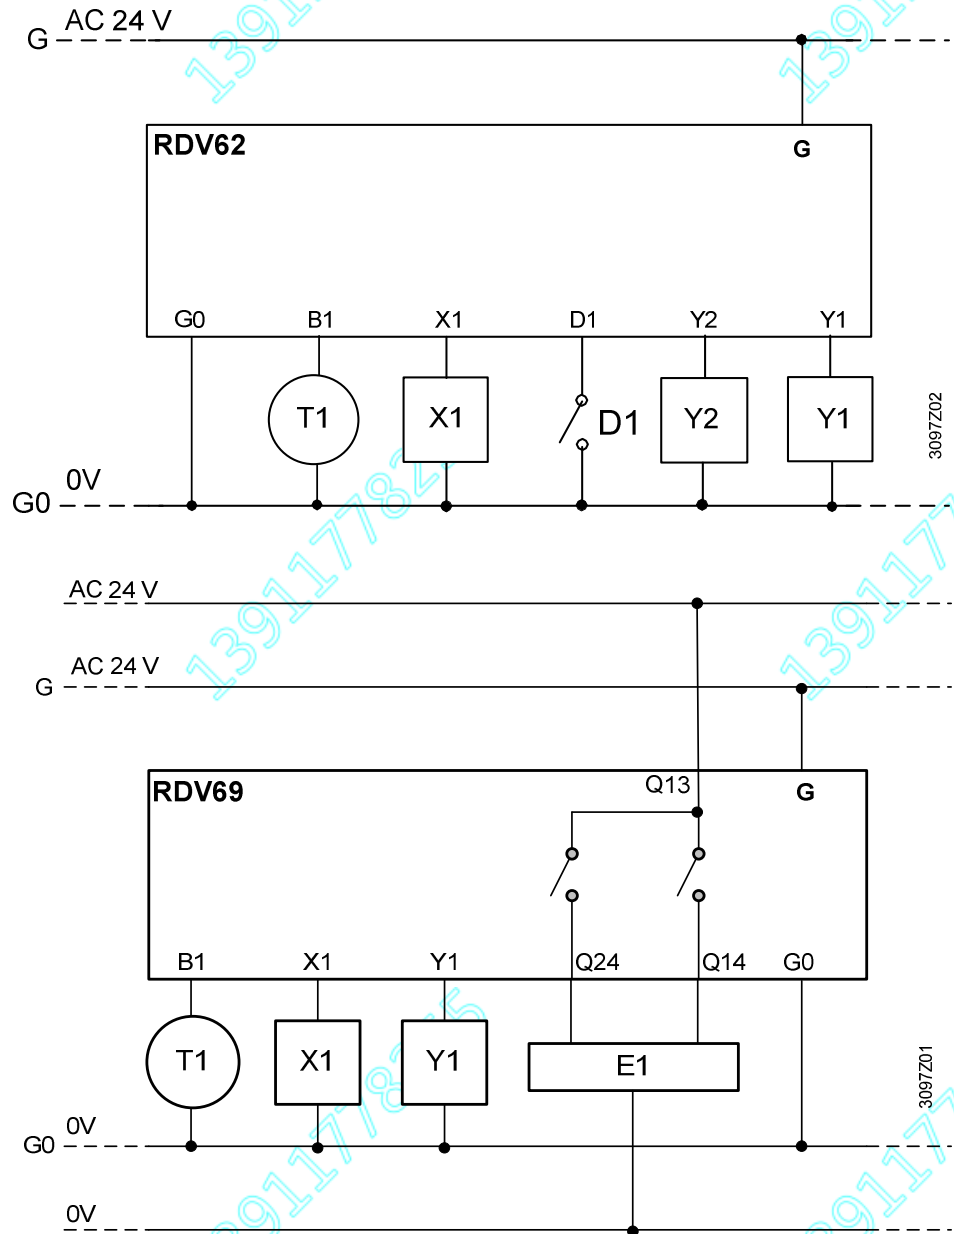 AC 24 V
G
RDV62
G
G0 B1 X1 D1 Y2 Y1
T1 X1 D1 Y2 Y1
3097Z02
0V
G0
AC 24 V
AC 24 V
G
Q13
RDV69 G
B1 X1 Y1 Q24 Q14 G0
T1 X1 Y1 E1
3097Z01
0V
G0
0V